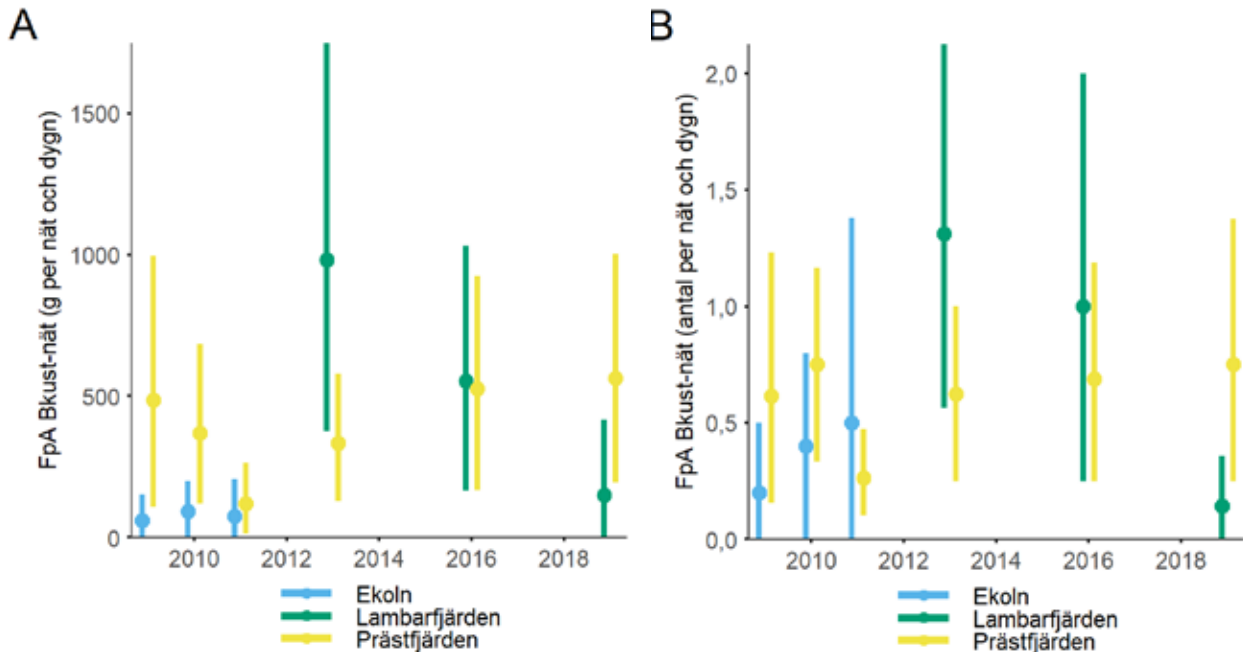 A
FpA Bkust-nät (g per nät och dygn)
1500
1000
500
0
2010 2012 2014 2016 2018
Ekoln
Lambarfjärden
Prästfjärden
B
FpA Bkust-nät (antal per nät och dygn)
2,0
1,5
1,0
0,5
0,0
2010 2012 2014 2016 2018
Ekoln
Lambarfjärden
Prästfjärden